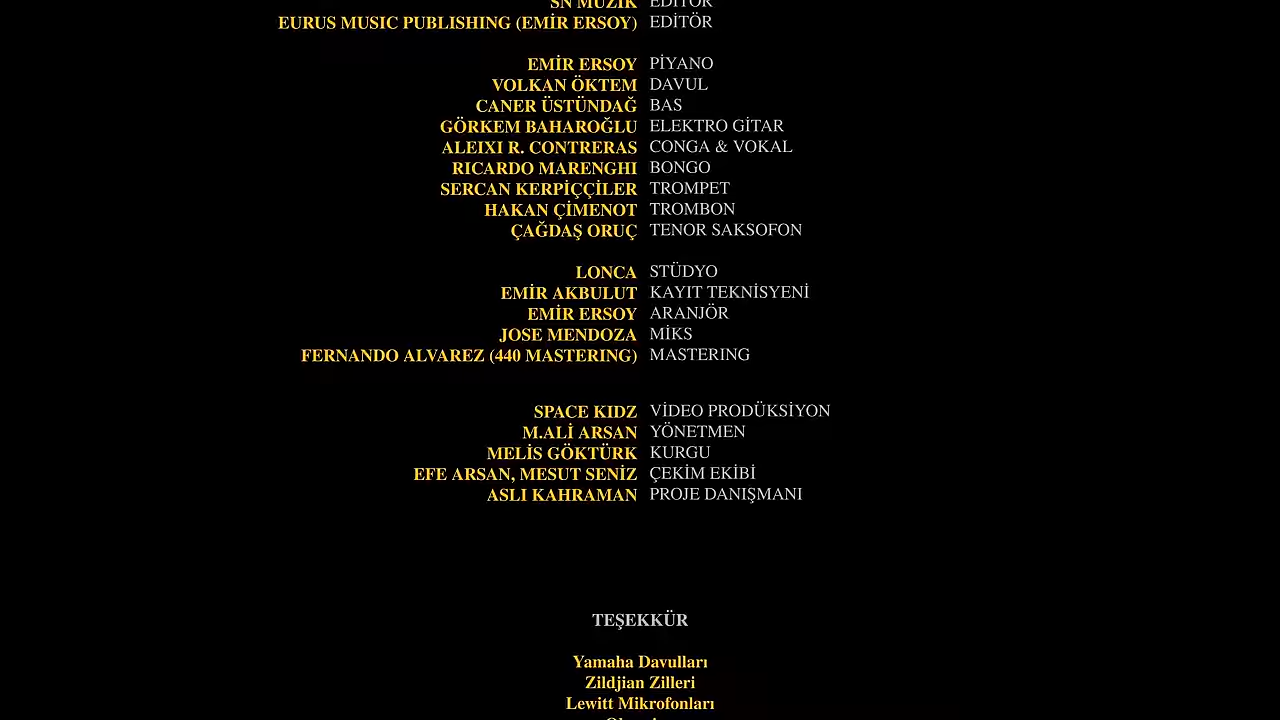 SN MÜZİK EDİTÖR
EURUS MUSIC PUBLISHING (EMİR ERSOY) EDİTÖR
EMİR ERSOY PİYANO
VOLKAN ÖKTEM DAVUL
CANER ÜSTÜNDAĞ BAS
GÖRKEM BAHAROĞLU ELEKTRO GİTAR
ALEIXI R. CONTRERAS CONGA & VOKAL
RICARDO MARENGHI BONGO
SERCAN KERPİÇÇİLER TROMPET
HAKAN ÇİMENOT TROMBON
ÇAĞDAŞ ORUÇ TENOR SAKSOFON
LONCA STÜDYO
EMİR AKBULUT KAYIT TEKNİSYENİ
EMİR ERSOY ARANJÖR
JOSE MENDOZA MİKS
FERNANDO ALVAREZ (440 MASTERING) MASTERING
SPACE KIDZ VİDEO PRODÜKSİYON
M.ALİ ARSAN YÖNETMEN
MELİS GÖKTÜRK KURGU
EFE ARSAN, MESUT SENİZ ÇEKİM EKİBİ
ASLI KAHRAMAN PROJE DANIŞMANI
TEŞEKKÜR
Yamaha Davulları
Zildjian Zilleri
Lewitt Mikrofonları